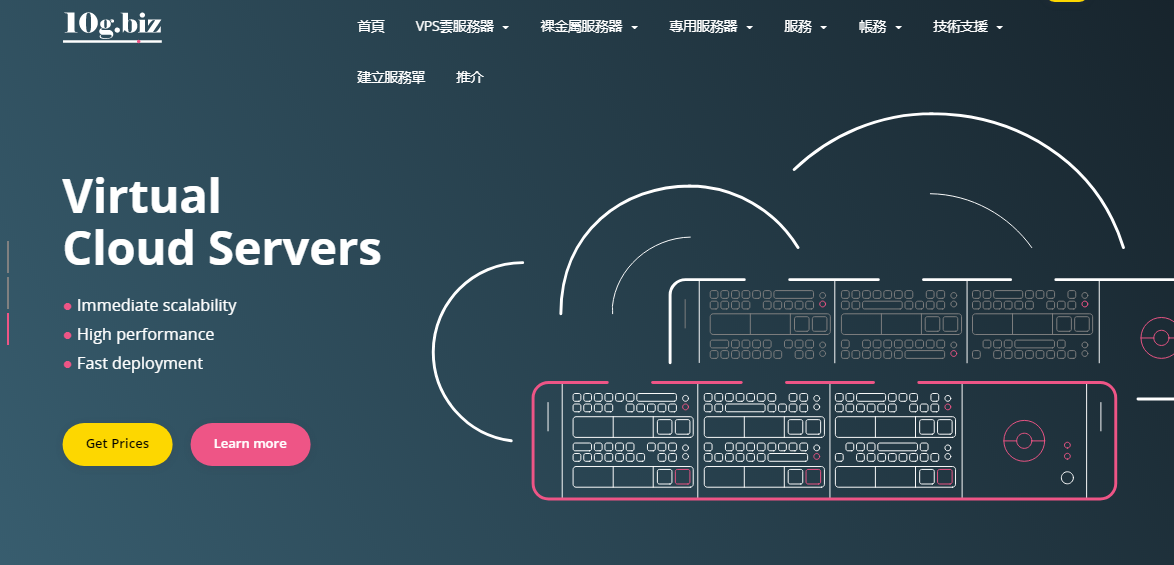 10g.biz
首頁 VPS雲服務器 裸金屬服務器 專用服務器 服務 帳務 技術支援
建立服務單 推介
Virtual
Cloud Servers
Immediate scalability
High performance
Fast deployment
Get Prices Learn more